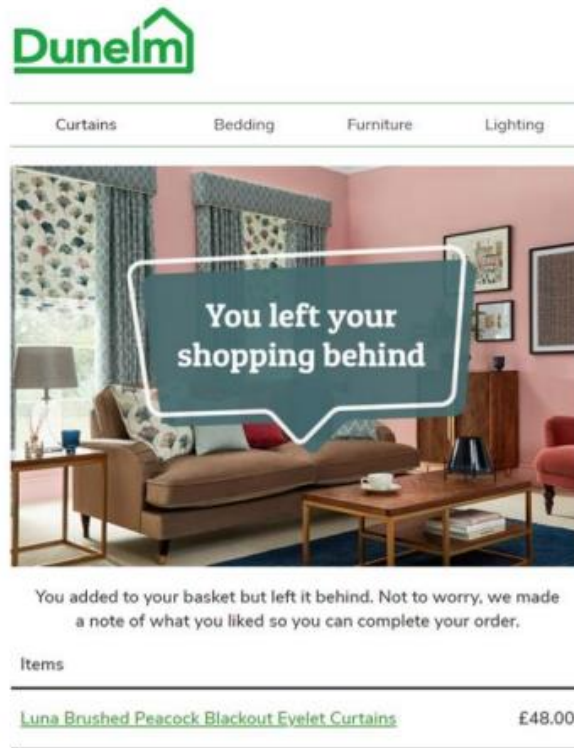 Dunelm
Curtains Bedding Furniture Lighting
You left your
shopping behind
You added to your basket but left it behind. Not to worry, we made
a note of what you liked so you can complete your order.
Items
Luna Brushed Peacock Blackout Eyelet Curtains £48.00